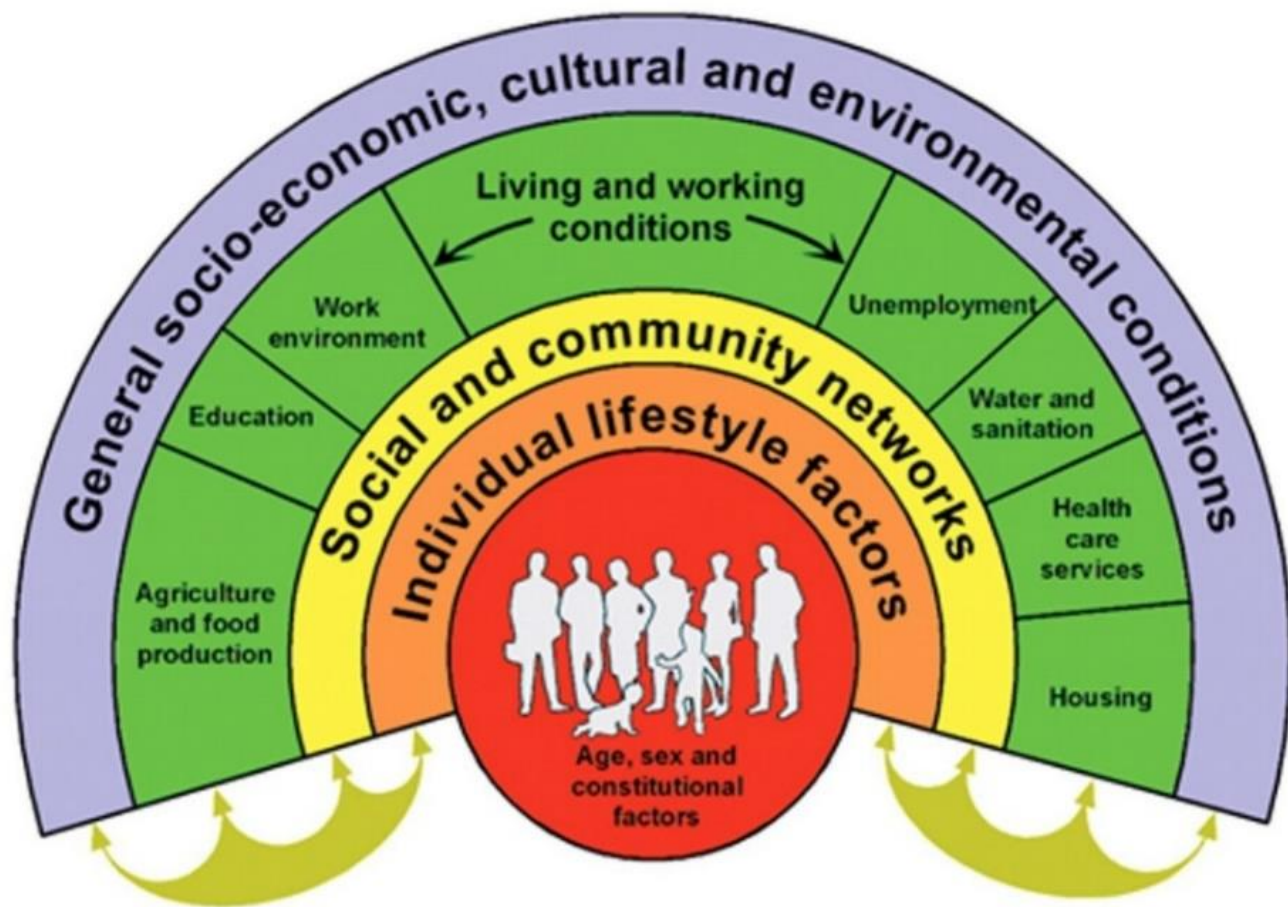 General socio-economic, cultural and environmental conditions
Living and working
conditions
Work
environment
Unemployment
Education
Water and
sanitation
Agriculture
and food
production
Health
care
services
Housing
Social and community networks
Individual lifestyle factors
Age, sex and
constitutional
factors